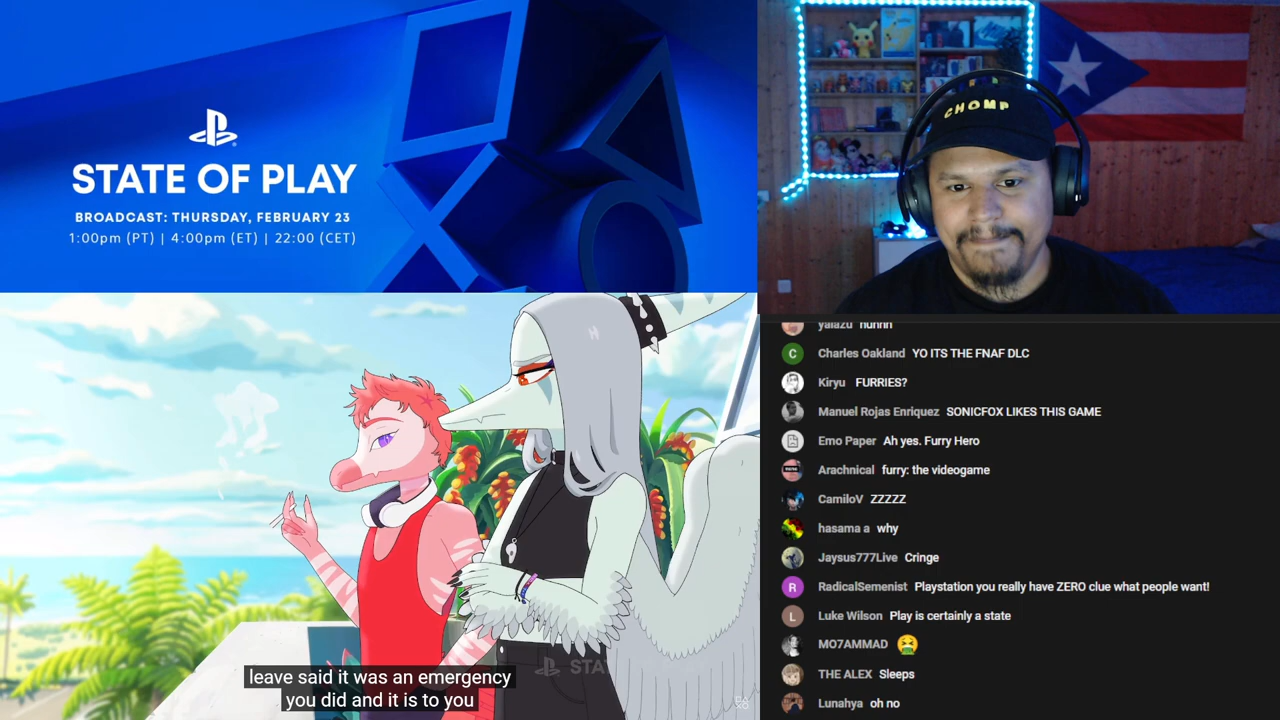 STATE OF PLAY
BROADCAST: THURSDAY, FEBRUARY 23
1:00pm (PT) | 4:00pm (ET) | 22:00 (CET)
CHOMP
yalazu hunnn
Charles Oakland YO ITS THE FNAF DLC
Kiryu FURRIES?
Manuel Rojas Enriquez SONICFOX LIKES THIS GAME
Emo Paper Ah yes. Furry Hero
Arachnical furry: the videogame
CamiloV ZZZZZ
hasama a why
Jaysus777Live Cringe
R RadicalSemenist Playstation you really have ZERO clue what people want!
L Luke Wilson Play is certainly a state
MO7AMMAD
THE ALEX Sleeps
Lunahya oh no
leave said it was an emergency
you did and it is to you
STA